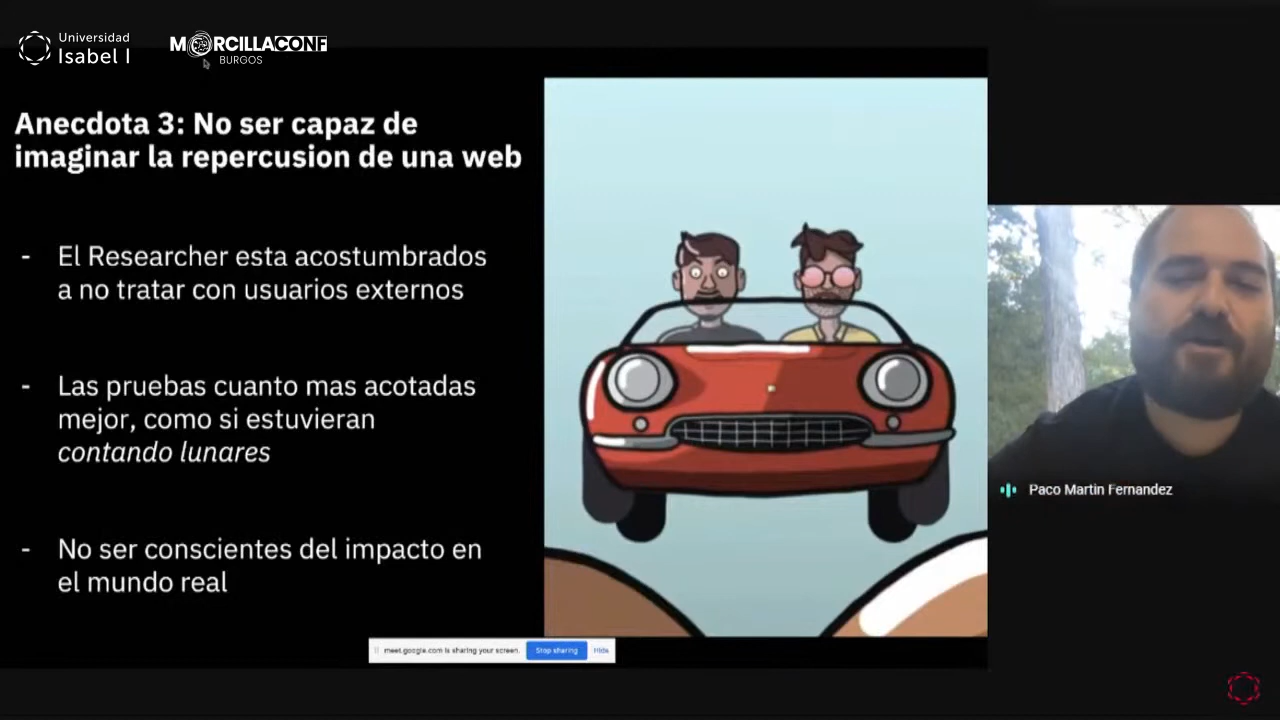 Universidad
Isabel I
MORCILLACONF
BURGOS
Anecdota 3: No ser capaz de
imaginar la repercusion de una web
- El Researcher esta acostumbrados
a no tratar con usuarios externos
- Las pruebas cuanto mas acotadas
mejor, como si estuvieran
contando lunares
- No ser conscientes del impacto en
el mundo real
Paco Martin Fernandez
meet.google.com is sharing your screen.
Stop sharing
Hide